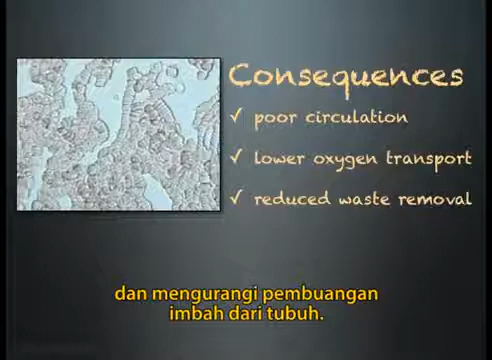 Consequences
✓ poor circulation
✓ lower oxygen transport
✓ reduced waste removal
dan mengurangi pembuangan
imbah dari tubuh.